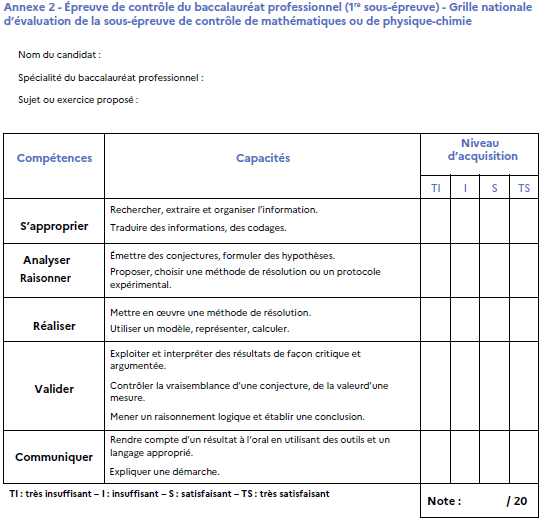 Annexe 2 - Épreuve de contrôle du baccalauréat professionnel (1re sous-épreuve) - Grille nationale
d'évaluation de la sous-épreuve de contrôle de mathématiques ou de physique-chimie
Nom du candidat :
Spécialité du baccalauréat professionnel :
Sujet ou exercice proposé :
Compétences
Capacités
Niveau
d'acquisition
TI I S TS
S'approprier
Rechercher, extraire et organiser l'information.
Traduire des informations, des codages.
Analyser
Raisonner
Émettre des conjectures, formuler des hypothèses.
Proposer, choisir une méthode de résolution ou un protocole
expérimental.
Réaliser
Mettre en œuvre une méthode de résolution.
Utiliser un modèle, représenter, calculer.
Valider
Exploiter et interpréter des résultats de façon critique et
argumentée.
Contrôler la vraisemblance d'une conjecture, de la valeurd'une
mesure.
Mener un raisonnement logique et établir une conclusion.
Communiquer
Rendre compte d'un résultat à l'oral en utilisant des outils et un
langage approprié.
Expliquer une démarche.
TI : très insuffisant – I : insuffisant – S : satisfaisant – TS : très satisfaisant
Note : / 20